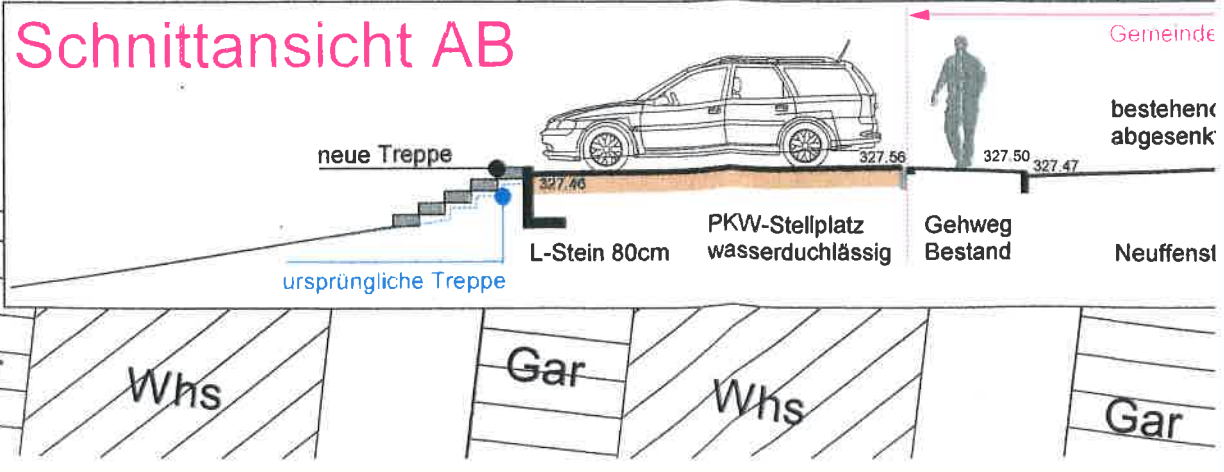 Schnittansicht AB
Gemeinde
bestehend
abgesenkt
neue Treppe
327.56
327.50
327.47
327.46
L-Stein 80cm
PKW-Stellplatz
wasserduchlässig
Gehweg
Bestand
Neuffenst
ursprüngliche Treppe
Whs
Gar
Whs
Gar